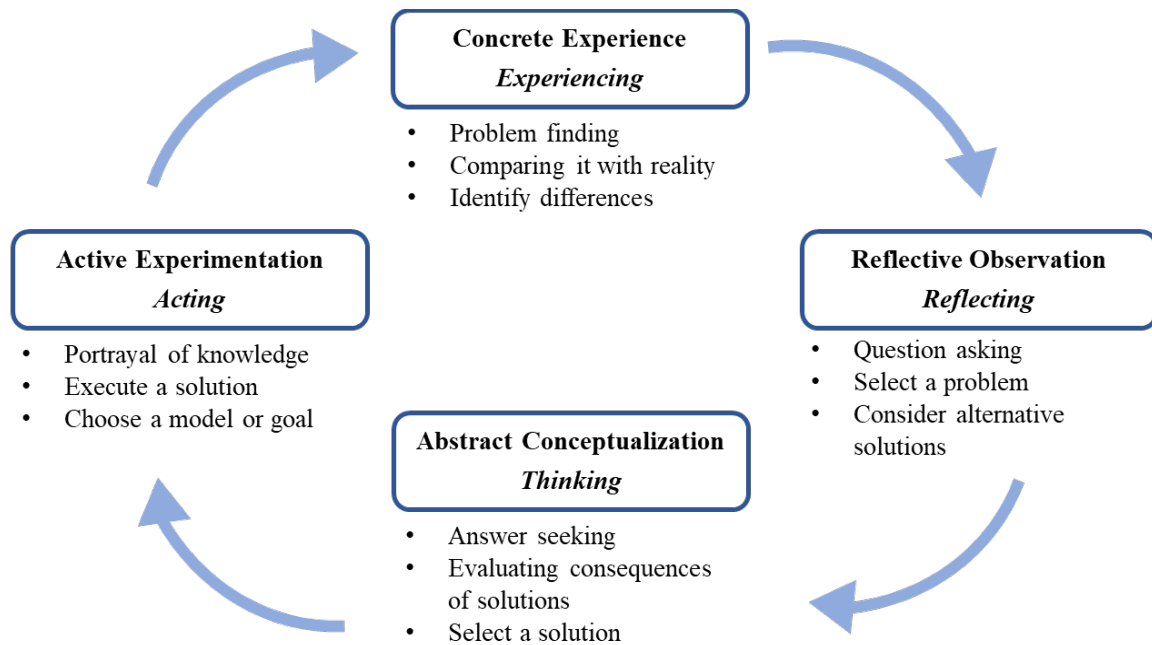 Concrete Experience
Experiencing
• Problem finding
• Comparing it with reality
• Identify differences
Reflective Observation
Reflecting
• Question asking
• Select a problem
• Consider alternative
solutions
Abstract Conceptualization
Thinking
• Answer seeking
• Evaluating consequences
of solutions
• Select a solution
Active Experimentation
Acting
• Portrayal of knowledge
• Execute a solution
• Choose a model or goal